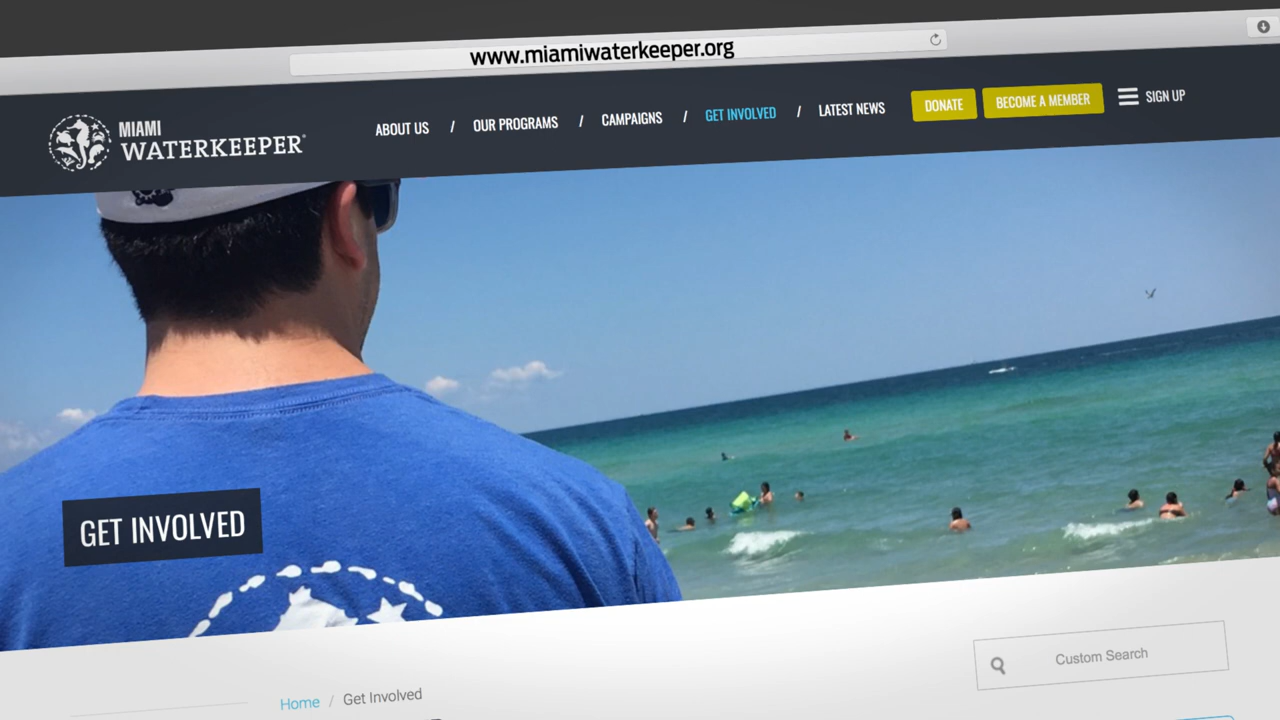 www.miamiwaterkeeper.org
MIAMI
WATERKEEPER®
ABOUT US / OUR PROGRAMS / CAMPAIGNS / GET INVOLVED / LATEST NEWS
DONATE
BECOME A MEMBER
SIGN UP
GET INVOLVED
Custom Search
Home / Get Involved